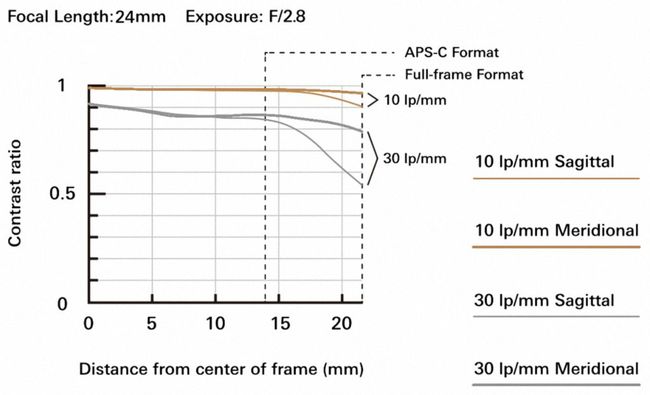 Focal Length:24mm Exposure: F/2.8
APS-C Format
Full-frame Format
1
10 lp/mm
30 lp/mm
0.5
0
0 5 10 15 20
Contrast ratio
Distance from center of frame (mm)
10 lp/mm Sagittal
10 lp/mm Meridional
30 lp/mm Sagittal
30 lp/mm Meridional